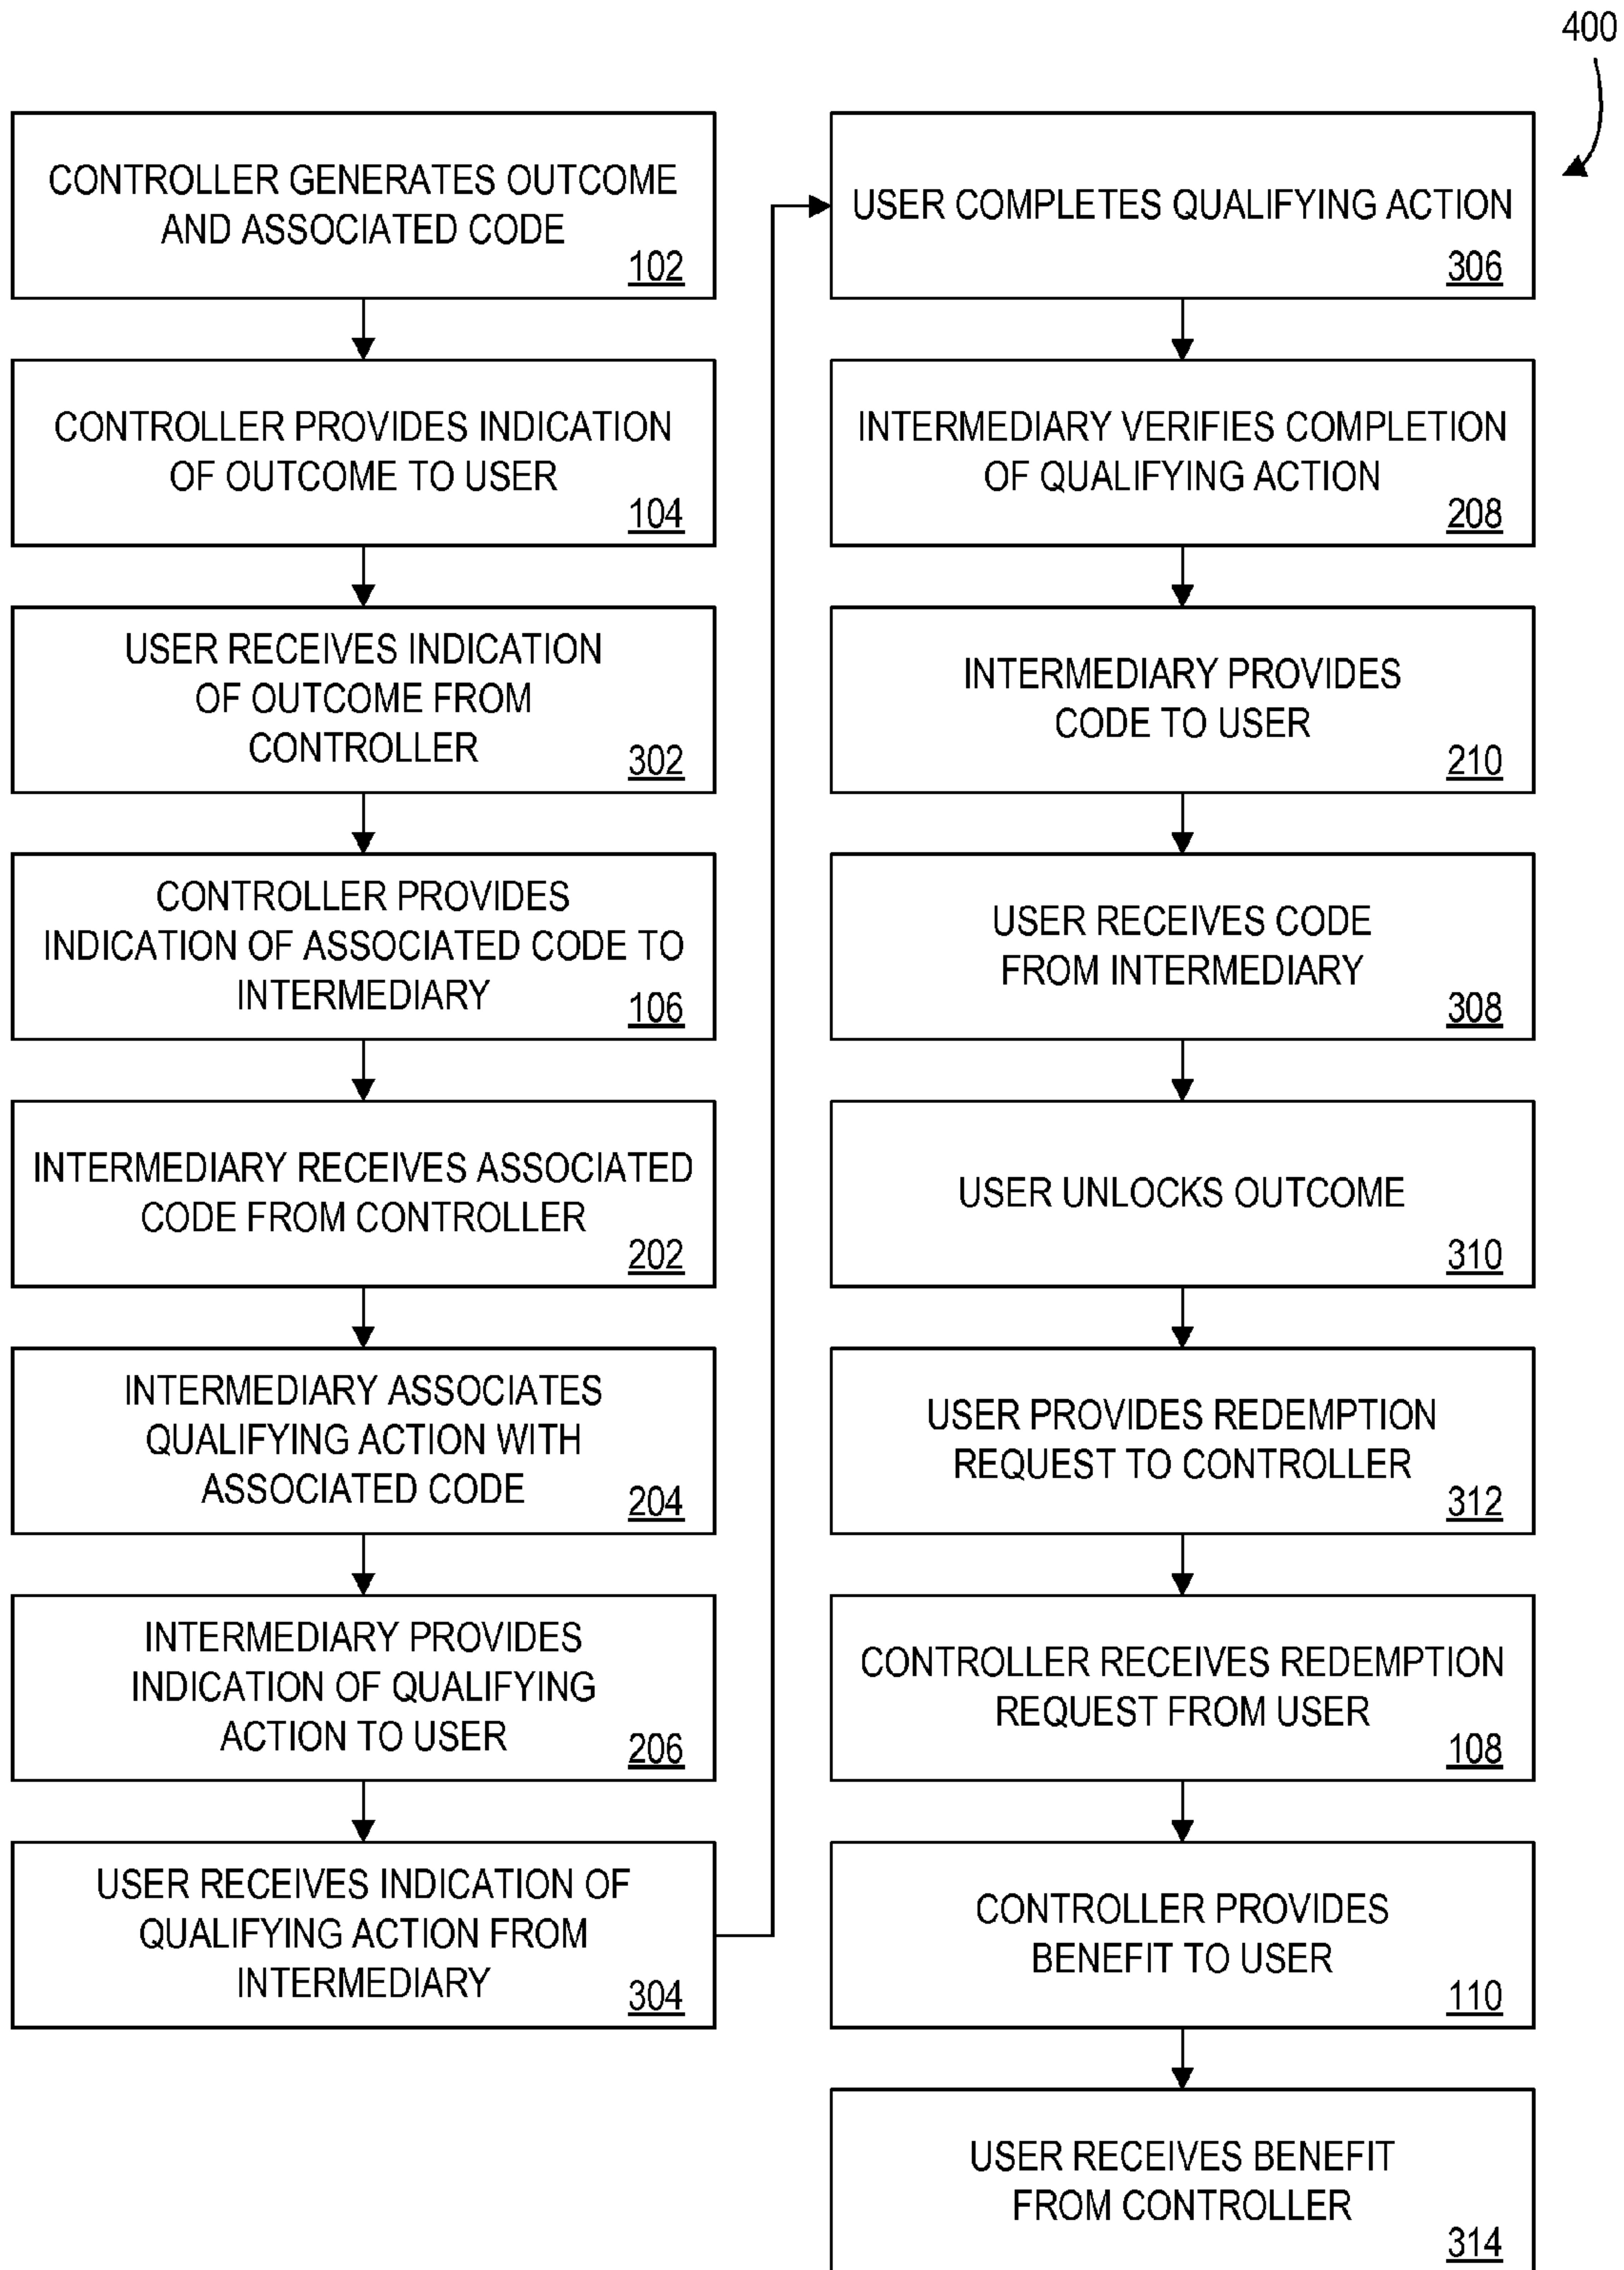 400
CONTROLLER GENERATES OUTCOME
AND ASSOCIATED CODE
102
CONTROLLER PROVIDES INDICATION
OF OUTCOME TO USER
104
USER RECEIVES INDICATION
OF OUTCOME FROM
CONTROLLER
302
CONTROLLER PROVIDES
INDICATION OF ASSOCIATED CODE TO
INTERMEDIARY
106
INTERMEDIARY RECEIVES ASSOCIATED
CODE FROM CONTROLLER
202
INTERMEDIARY ASSOCIATES
QUALIFYING ACTION WITH
ASSOCIATED CODE
204
INTERMEDIARY PROVIDES
INDICATION OF QUALIFYING
ACTION TO USER
206
USER RECEIVES INDICATION OF
QUALIFYING ACTION FROM
INTERMEDIARY
304
USER COMPLETES QUALIFYING ACTION
306
INTERMEDIARY VERIFIES COMPLETION
OF QUALIFYING ACTION
208
INTERMEDIARY PROVIDES
CODE TO USER
210
USER RECEIVES CODE
FROM INTERMEDIARY
308
USER UNLOCKS OUTCOME
310
USER PROVIDES REDEMPTION
REQUEST TO CONTROLLER
312
CONTROLLER RECEIVES REDEMPTION
REQUEST FROM USER
108
CONTROLLER PROVIDES
BENEFIT TO USER
110
USER RECEIVES BENEFIT
FROM CONTROLLER
314